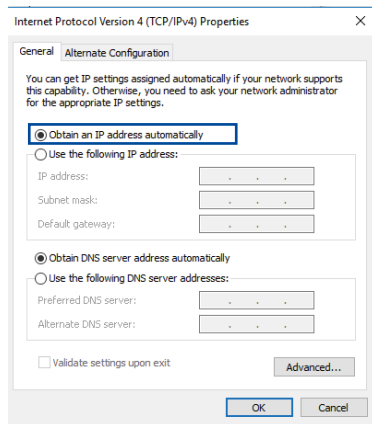 Internet Protocol Version 4 (TCP/IPv4) Properties
General Alternate Configuration
You can get IP settings assigned automatically if your network supports
this capability. Otherwise, you need to ask your network administrator
for the appropriate IP settings.
Obtain an IP address automatically
Use the following IP address:
IP address:
Subnet mask:
Default gateway:
Obtain DNS server address automatically
Use the following DNS server addresses:
Preferred DNS server:
Alternate DNS server:
Validate settings upon exit
Advanced...
OK Cancel